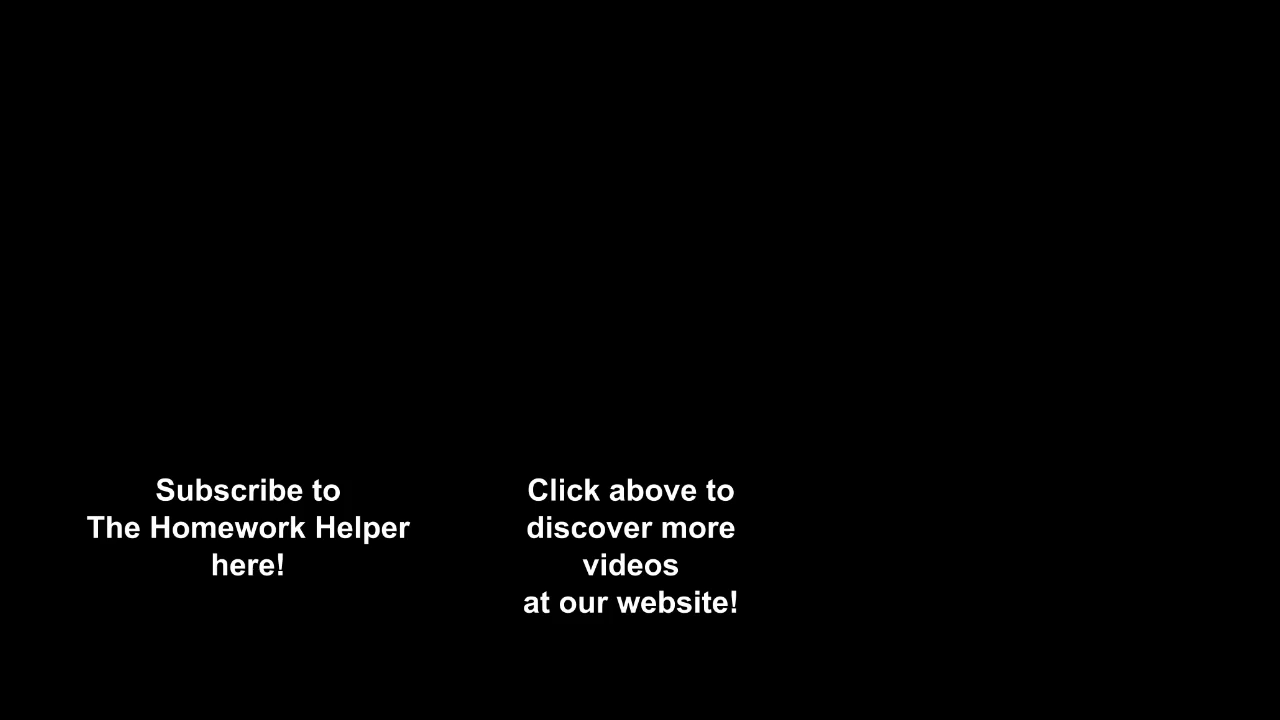 Subscribe to
The Homework Helper
here!
Click above to
discover more
videos
at our website!